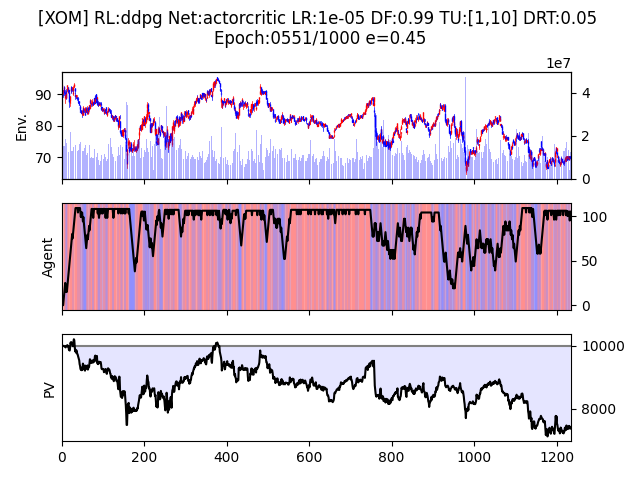 [XOM] RL:ddpg Net:actorcritic LR:1e-05 DF:0.99 TU:[1,10] DRT:0.05
Epoch:0551/1000 e=0.45
1e7
Env.
90
80
70
4
2
0
Agent
100
50
0
PV
10000
8000
0 200 400 600 800 1000 1200